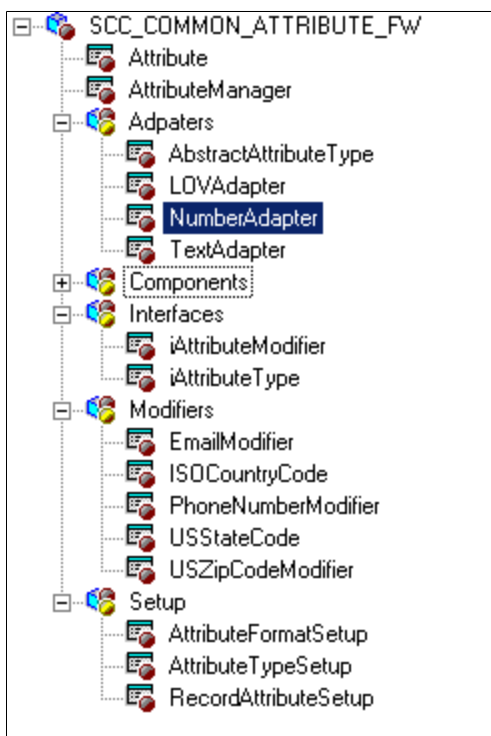 SCC_COMMON_ATTRIBUTE_FW
Attribute
AttributeManager
Adpaters
AbstractAttributeType
LOVAdapter
NumberAdapter
TextAdapter
Components
Interfaces
iAttributeModifier
iAttributeType
Modifiers
EmailModifier
ISOCountryCode
PhoneNumberModifier
USStateCode
USZipCodeModifier
Setup
AttributeFormatSetup
AttributeTypeSetup
RecordAttributeSetup